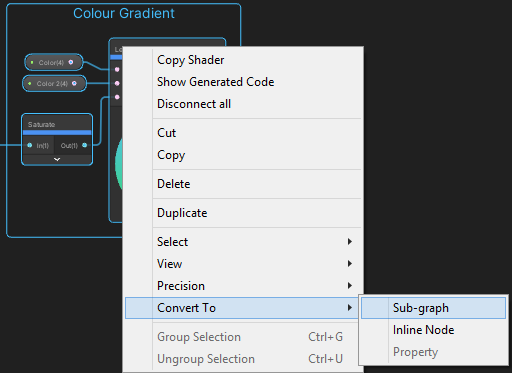 Colour Gradient
Color(4)
Color 2(4)
Saturate
In(1) Out(1)
Copy Shader
Show Generated Code
Disconnect all
Cut
Copy
Delete
Duplicate
Select
View
Precision
Convert To
Sub-graph
Inline Node
Property
Group Selection Ctrl+G
Ungroup Selection Ctrl+U